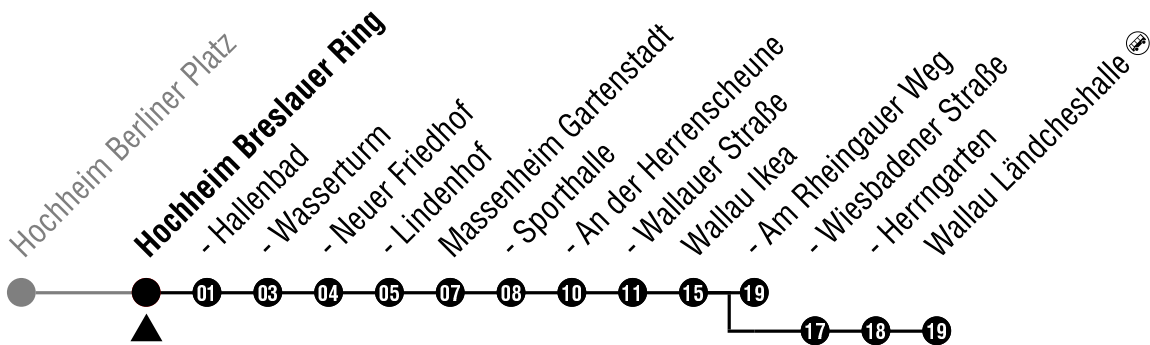 Hochheim Berliner Platz
Hochheim Breslauer Ring
- Hallenbad
- Wasserturm
- Neuer Friedhof
- Lindenhof
Massenheim Gartenstadt
- Sporthalle
- An der Herrenscheune
- Wallauer Straße
Wallau Ikea
- Am Rheingauer Weg
- Wiesbadener Straße
- Herrngarten
Wallau Ländcheshalle
01 03 04 05 07 08 10 11 15 19
17 18 19